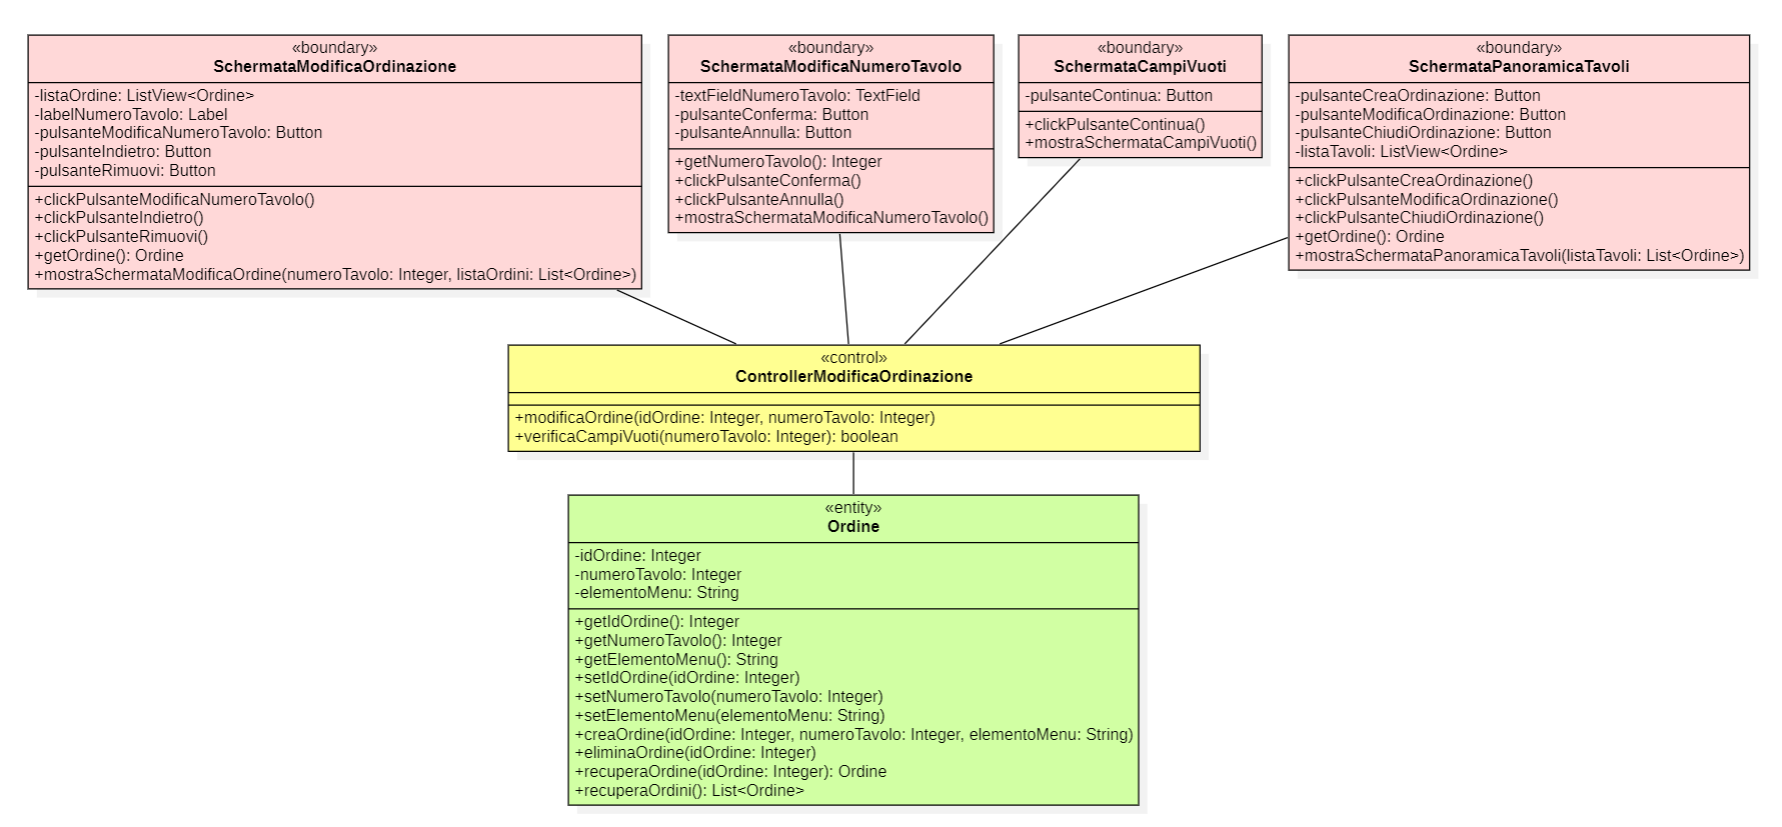 «boundary»
SchermataModificaOrdinazione
-listaOrdine: ListView<Ordine>
-labelNumeroTavolo: Label
-pulsanteModificaNumeroTavolo: Button
-pulsanteIndietro: Button
-pulsanteRimuovi: Button
+clickPulsanteModificaNumeroTavolo()
+clickPulsanteIndietro()
+clickPulsanteRimuovi()
+getOrdine(): Ordine
+mostraSchermataModificaOrdine(numeroTavolo: Integer, listaOrdini: List<Ordine>)
«boundary»
SchermataModificaNumeroTavolo
-textFieldNumeroTavolo: TextField
-pulsanteConferma: Button
-pulsanteAnnulla: Button
+getNumeroTavolo(): Integer
+clickPulsanteConferma()
+clickPulsanteAnnulla()
+mostraSchermataModificaNumeroTavolo()
«boundary»
SchermataCampiVuoti
-pulsanteContinua: Button
+clickPulsanteContinua()
+mostraSchermataCampiVuoti()
«boundary»
SchermataPanoramicaTavoli
-pulsanteCreaOrdinazione: Button
-pulsanteModificaOrdinazione: Button
-pulsanteChiudiOrdinazione: Button
-listaTavoli: ListView<Ordine>
+clickPulsanteCreaOrdinazione()
+clickPulsanteModificaOrdinazione()
+clickPulsanteChiudiOrdinazione()
+getOrdine(): Ordine
+mostraSchermataPanoramicaTavoli(listaTavoli: List<Ordine>)
«control»
ControllerModificaOrdinazione
+modificaOrdine(idOrdine: Integer, numeroTavolo: Integer)
+verificaCampiVuoti(numeroTavolo: Integer): boolean
«entity»
Ordine
-idOrdine: Integer
-numeroTavolo: Integer
-elementoMenu: String
+getIdOrdine(): Integer
+getNumeroTavolo(): Integer
+getElementoMenu(): String
+setIdOrdine(idOrdine: Integer)
+setNumeroTavolo(numeroTavolo: Integer)
+setElementoMenu(elementoMenu: String)
+creaOrdine(idOrdine: Integer, numeroTavolo: Integer, elementoMenu: String)
+eliminaOrdine(idOrdine: Integer)
+recuperaOrdine(idOrdine: Integer): Ordine
+recuperaOrdini(): List<Ordine>